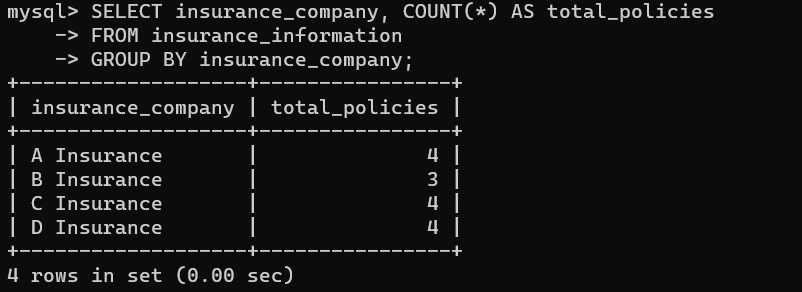 mysql> SELECT insurance_company, COUNT(*) AS total_policies
    -> FROM insurance_information
    -> GROUP BY insurance_company;
+-------------------+----------------+
| insurance_company | total_policies |
+-------------------+----------------+
| A Insurance       |              4 |
| B Insurance       |              3 |
| C Insurance       |              4 |
| D Insurance       |              4 |
+-------------------+----------------+
4 rows in set (0.00 sec)